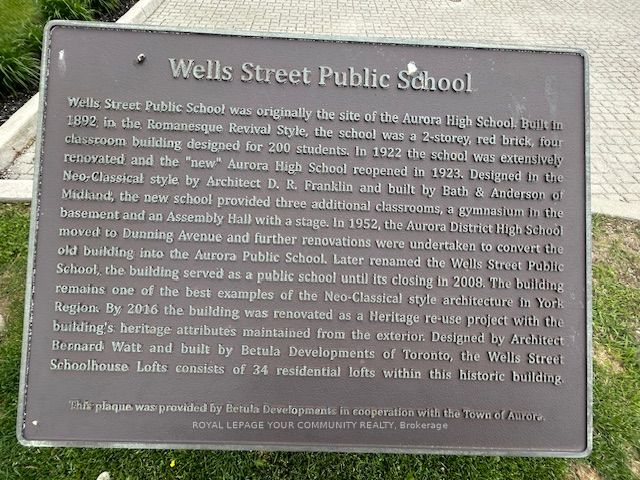 Wells Street Public School
Wells Street Public School was originally the site of the Aurora High School. Built in
1892 in the Romanesque Revival Style, the school was a 2-storey, red brick, four
classroom building designed for 200 students. In 1922 the school was extensively
renovated and the "new" Aurora High School reopened in 1923. Designed in the
Neo-Classical style by Architect D. R. Franklin and built by Bath & Anderson of
Midland, the new school provided three additional classrooms, a gymnasium in the
basement and an Assembly Hall with a stage. In 1952, the Aurora District High School
moved to Dunning Avenue and further renovations were undertaken to convert the
old building into the Aurora Public School. Later renamed the Wells Street Public
School, the building served as a public school until its closing in 2008. The building
remains one of the best examples of the Neo-Classical style architecture in York
Region. By 2016 the building was renovated as a Heritage re-use project with the
building's heritage attributes maintained from the exterior. Designed by Architect
Bernard Watt and built by Betula Developments of Toronto, the Wells Street
Schoolhouse Lofts consists of 34 residential lofts within this historic building.
This plaque was provided by Betula Developments in cooperation with the Town of Aurora.
ROYAL LEPAGE YOUR COMMUNITY REALTY, Brokerage